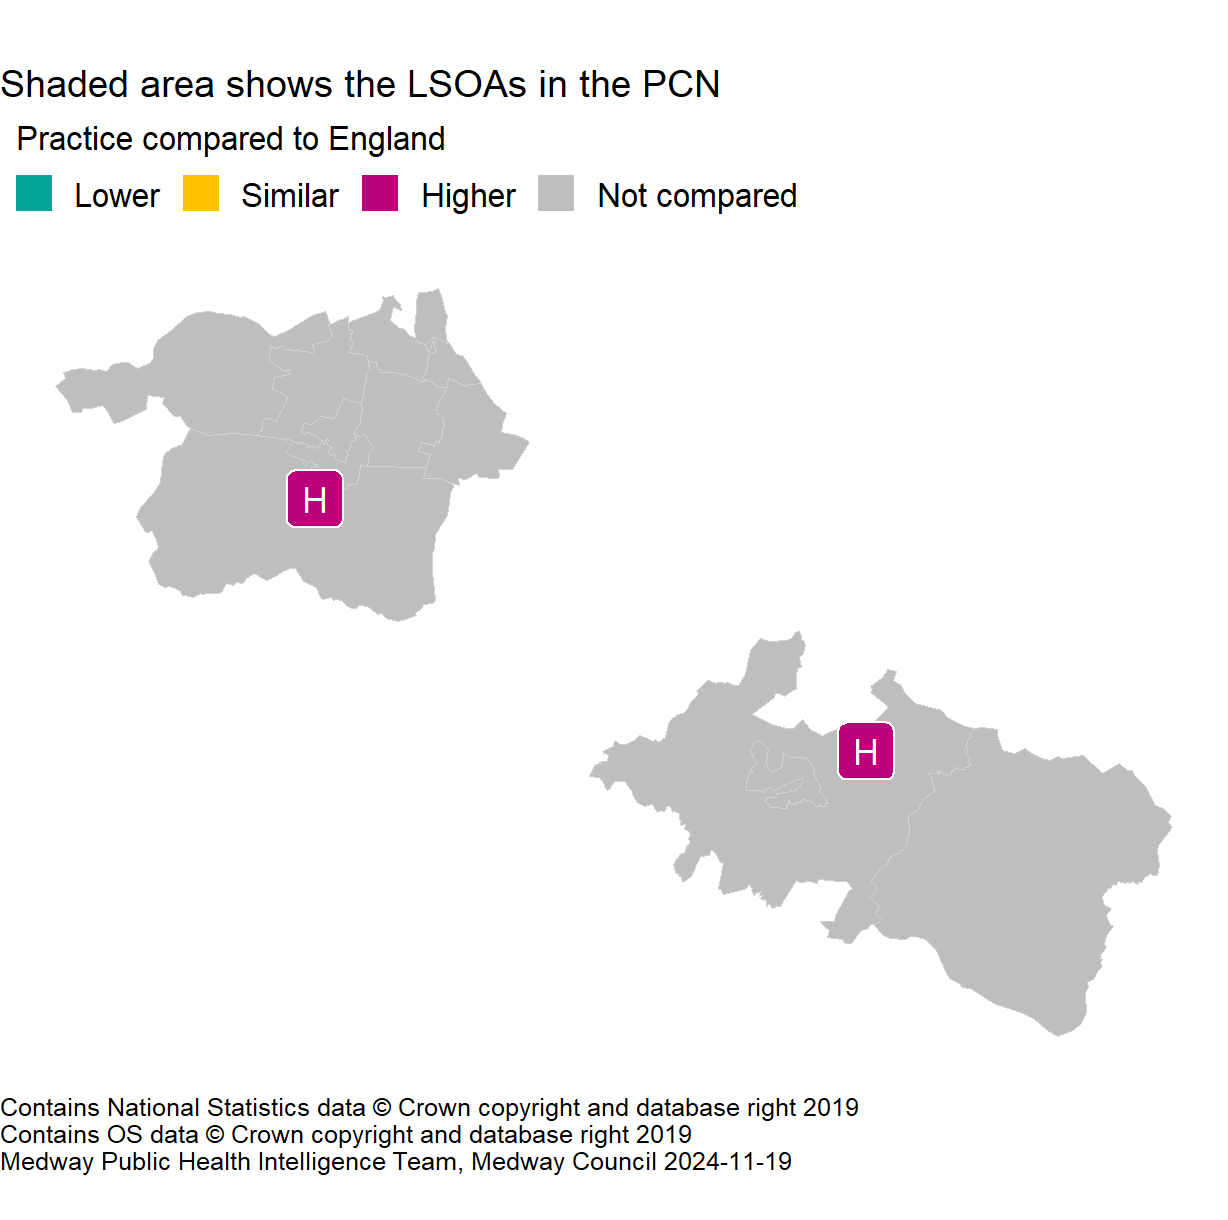 Shaded area shows the LSOAs in the PCN
Practice compared to England
Lower Similar Higher Not compared
H
H
Contains National Statistics data © Crown copyright and database right 2019
Contains OS data © Crown copyright and database right 2019
Medway Public Health Intelligence Team, Medway Council 2024-11-19